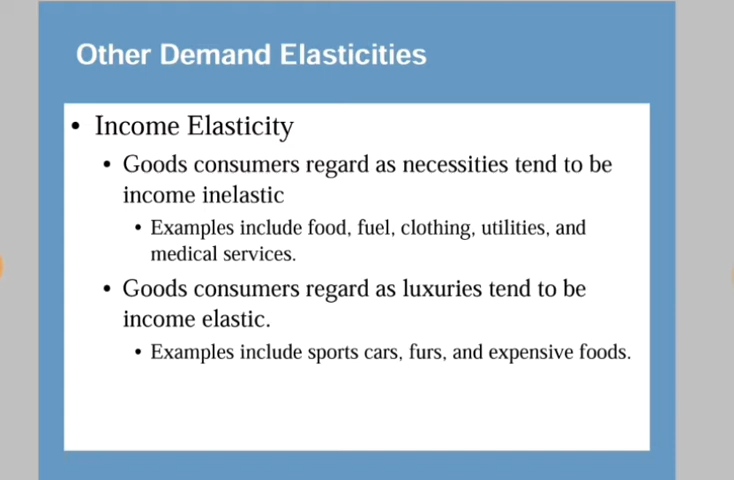 Other Demand Elasticities
• Income Elasticity
• Goods consumers regard as necessities tend to be
income inelastic
• Examples include food, fuel, clothing, utilities, and
medical services.
• Goods consumers regard as luxuries tend to be
income elastic.
• Examples include sports cars, furs, and expensive foods.